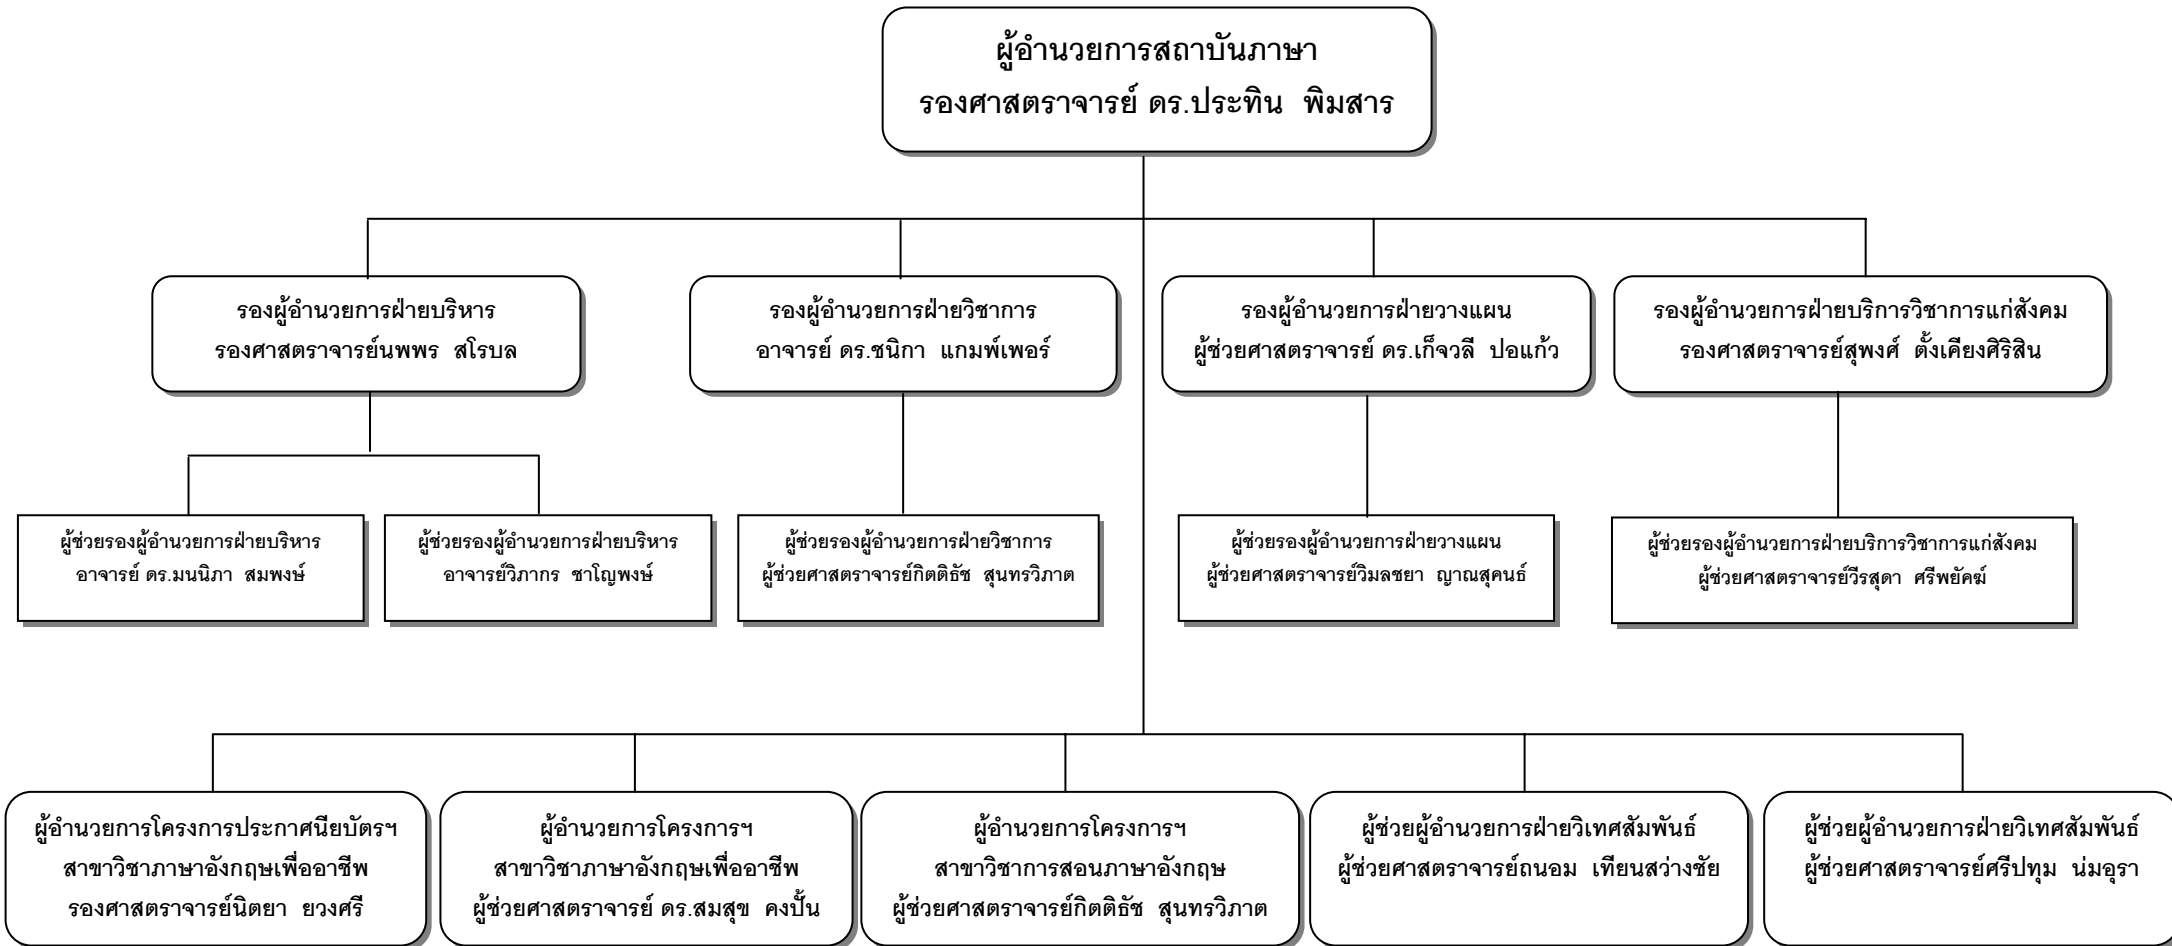 ผู้อำนวยการสถาบันภาษา
รองศาสตราจารย์ ดร.ประทิน  พิมสาร
รองผู้อำนวยการฝ่ายบริหาร
รองศาสตราจารย์นพพร  สโรบล
รองผู้อำนวยการฝ่ายวิชาการ
อาจารย์ ดร.ชนิกา  แกมพ์เพอร์
รองผู้อำนวยการฝ่ายวางแผน
ผู้ช่วยศาสตราจารย์ ดร.เก็จวลี  ปอแก้ว
รองผู้อำนวยการฝ่ายบริการวิชาการแก่สังคม
รองศาสตราจารย์สุพงศ์  ตั้งเคียงศิริสิน
ผู้ช่วยรองผู้อำนวยการฝ่ายบริหาร
อาจารย์ ดร.มนนิภา  สมพงษ์
ผู้ช่วยรองผู้อำนวยการฝ่ายบริหาร
อาจารย์วิภากร  ชาโญพงษ์
ผู้ช่วยรองผู้อำนวยการฝ่ายวิชาการ
ผู้ช่วยศาสตราจารย์กิตติธัช  สุนทรวิภาต
ผู้ช่วยรองผู้อำนวยการฝ่ายวางแผน
ผู้ช่วยศาสตราจารย์วิมลชยา  ญาณสุคนธ์
ผู้ช่วยรองผู้อำนวยการฝ่ายบริการวิชาการแก่สังคม
ผู้ช่วยศาสตราจารย์วีรสุดา  ศรีพยัคฆ์
ผู้อำนวยการโครงการประกาศนียบัตรฯ
สาขาวิชาภาษาอังกฤษเพื่ออาชีพ
รองศาสตราจารย์นิตยา  ยวงศรี
ผู้อำนวยการโครงการฯ
สาขาวิชาภาษาอังกฤษเพื่ออาชีพ
ผู้ช่วยศาสตราจารย์ ดร.สมสุข  คงปั้น
ผู้อำนวยการโครงการฯ
สาขาวิชาการสอนภาษาอังกฤษ
ผู้ช่วยศาสตราจารย์กิตติธัช  สุนทรวิภาต
ผู้ช่วยผู้อำนวยการฝ่ายวิเทศสัมพันธ์
ผู้ช่วยศาสตราจารย์ถนอม  เทียนสว่างชัย
ผู้ช่วยผู้อำนวยการฝ่ายวิเทศสัมพันธ์
ผู้ช่วยศาสตราจารย์ศรีปทุม  น่มอุรา